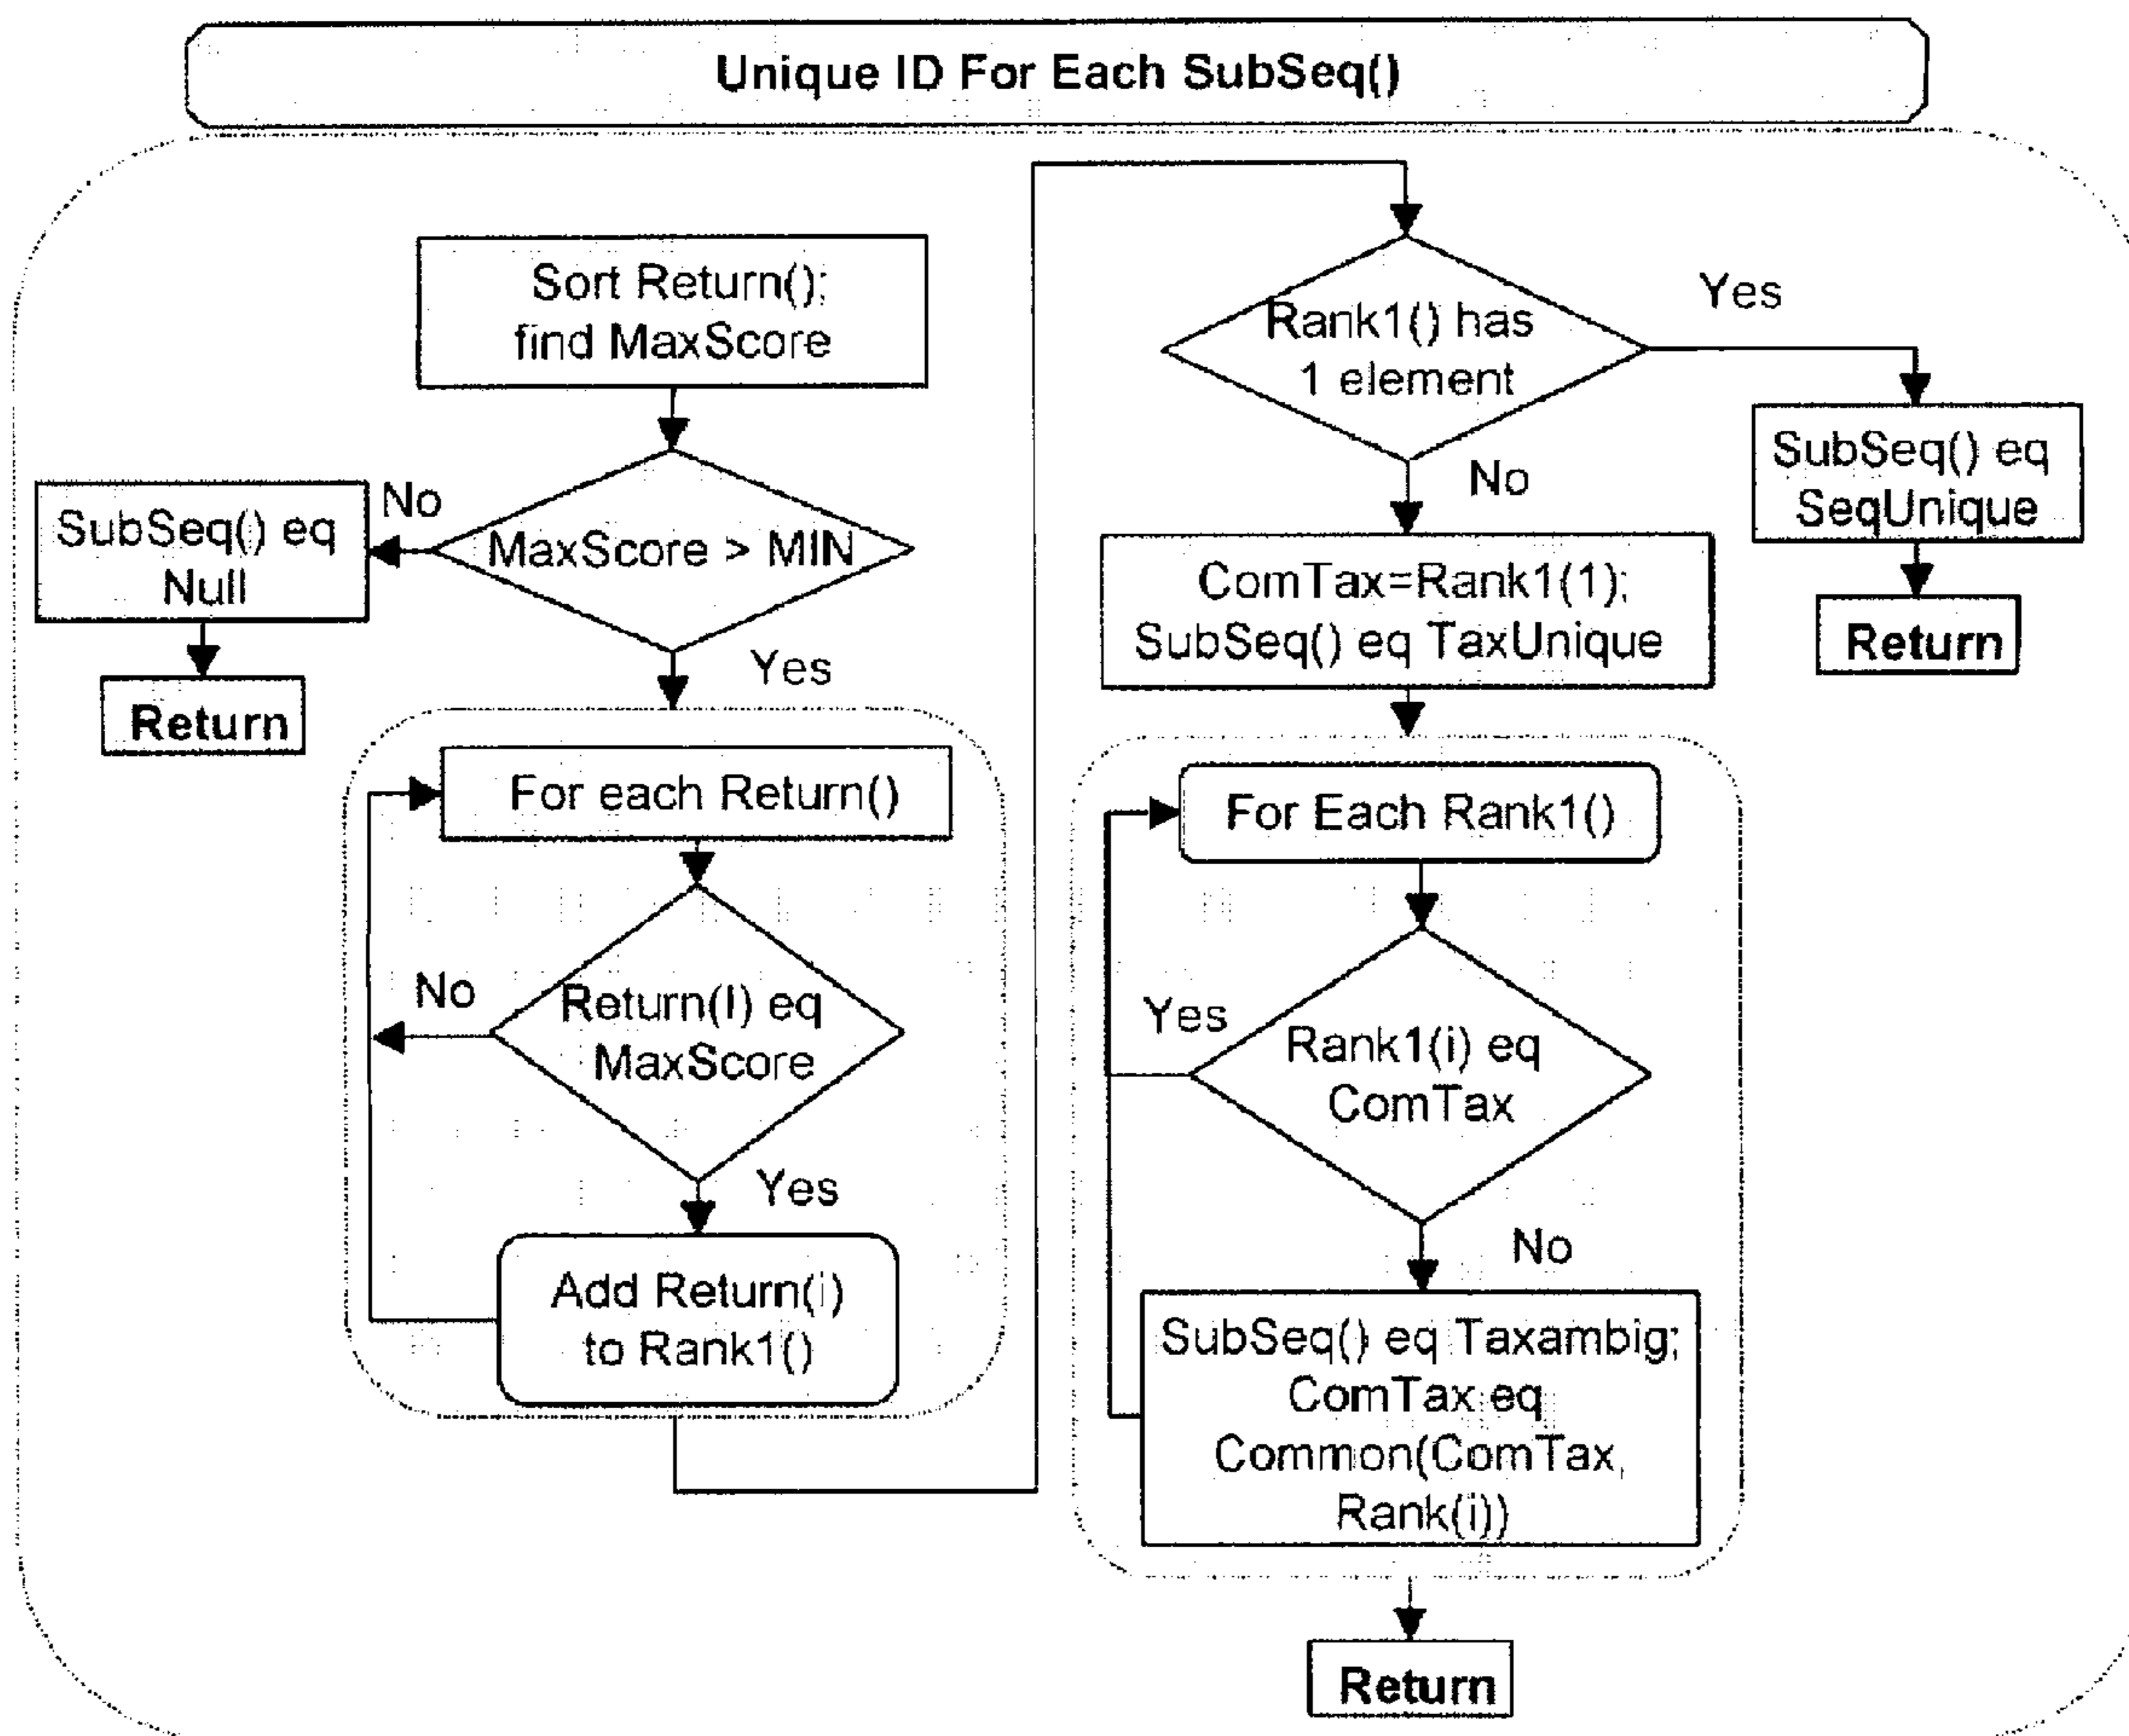 Unique ID For Each SubSeq()
Sort Return();
find MaxScore
MaxScore > MIN
No
SubSeq() eq
Null
Return
Yes
For each Return()
Return(I) eq
MaxScore
No
Yes
Add Return(i)
to Rank1()
Rank1() has
1 element
Yes
SubSeq() eq
SeqUnique
Return
No
ComTax=Rank1(1);
SubSeq() eq TaxUnique
For Each Rank1()
Rank1(i) eq
ComTax
Yes
No
SubSeq() eq Taxambig;
ComTax eq
Common(ComTax,
Rank(i))
Return